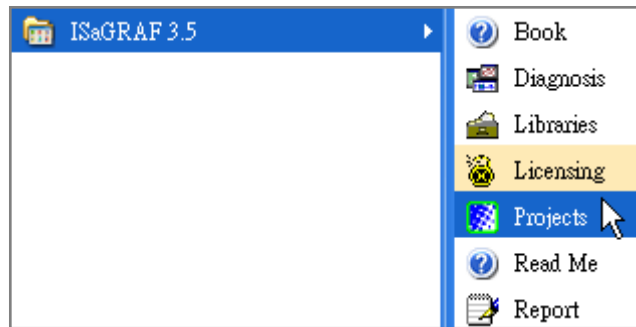 ISaGRAF 3.5
Book
Diagnosis
Libraries
Licensing
Projects
Read Me
Report